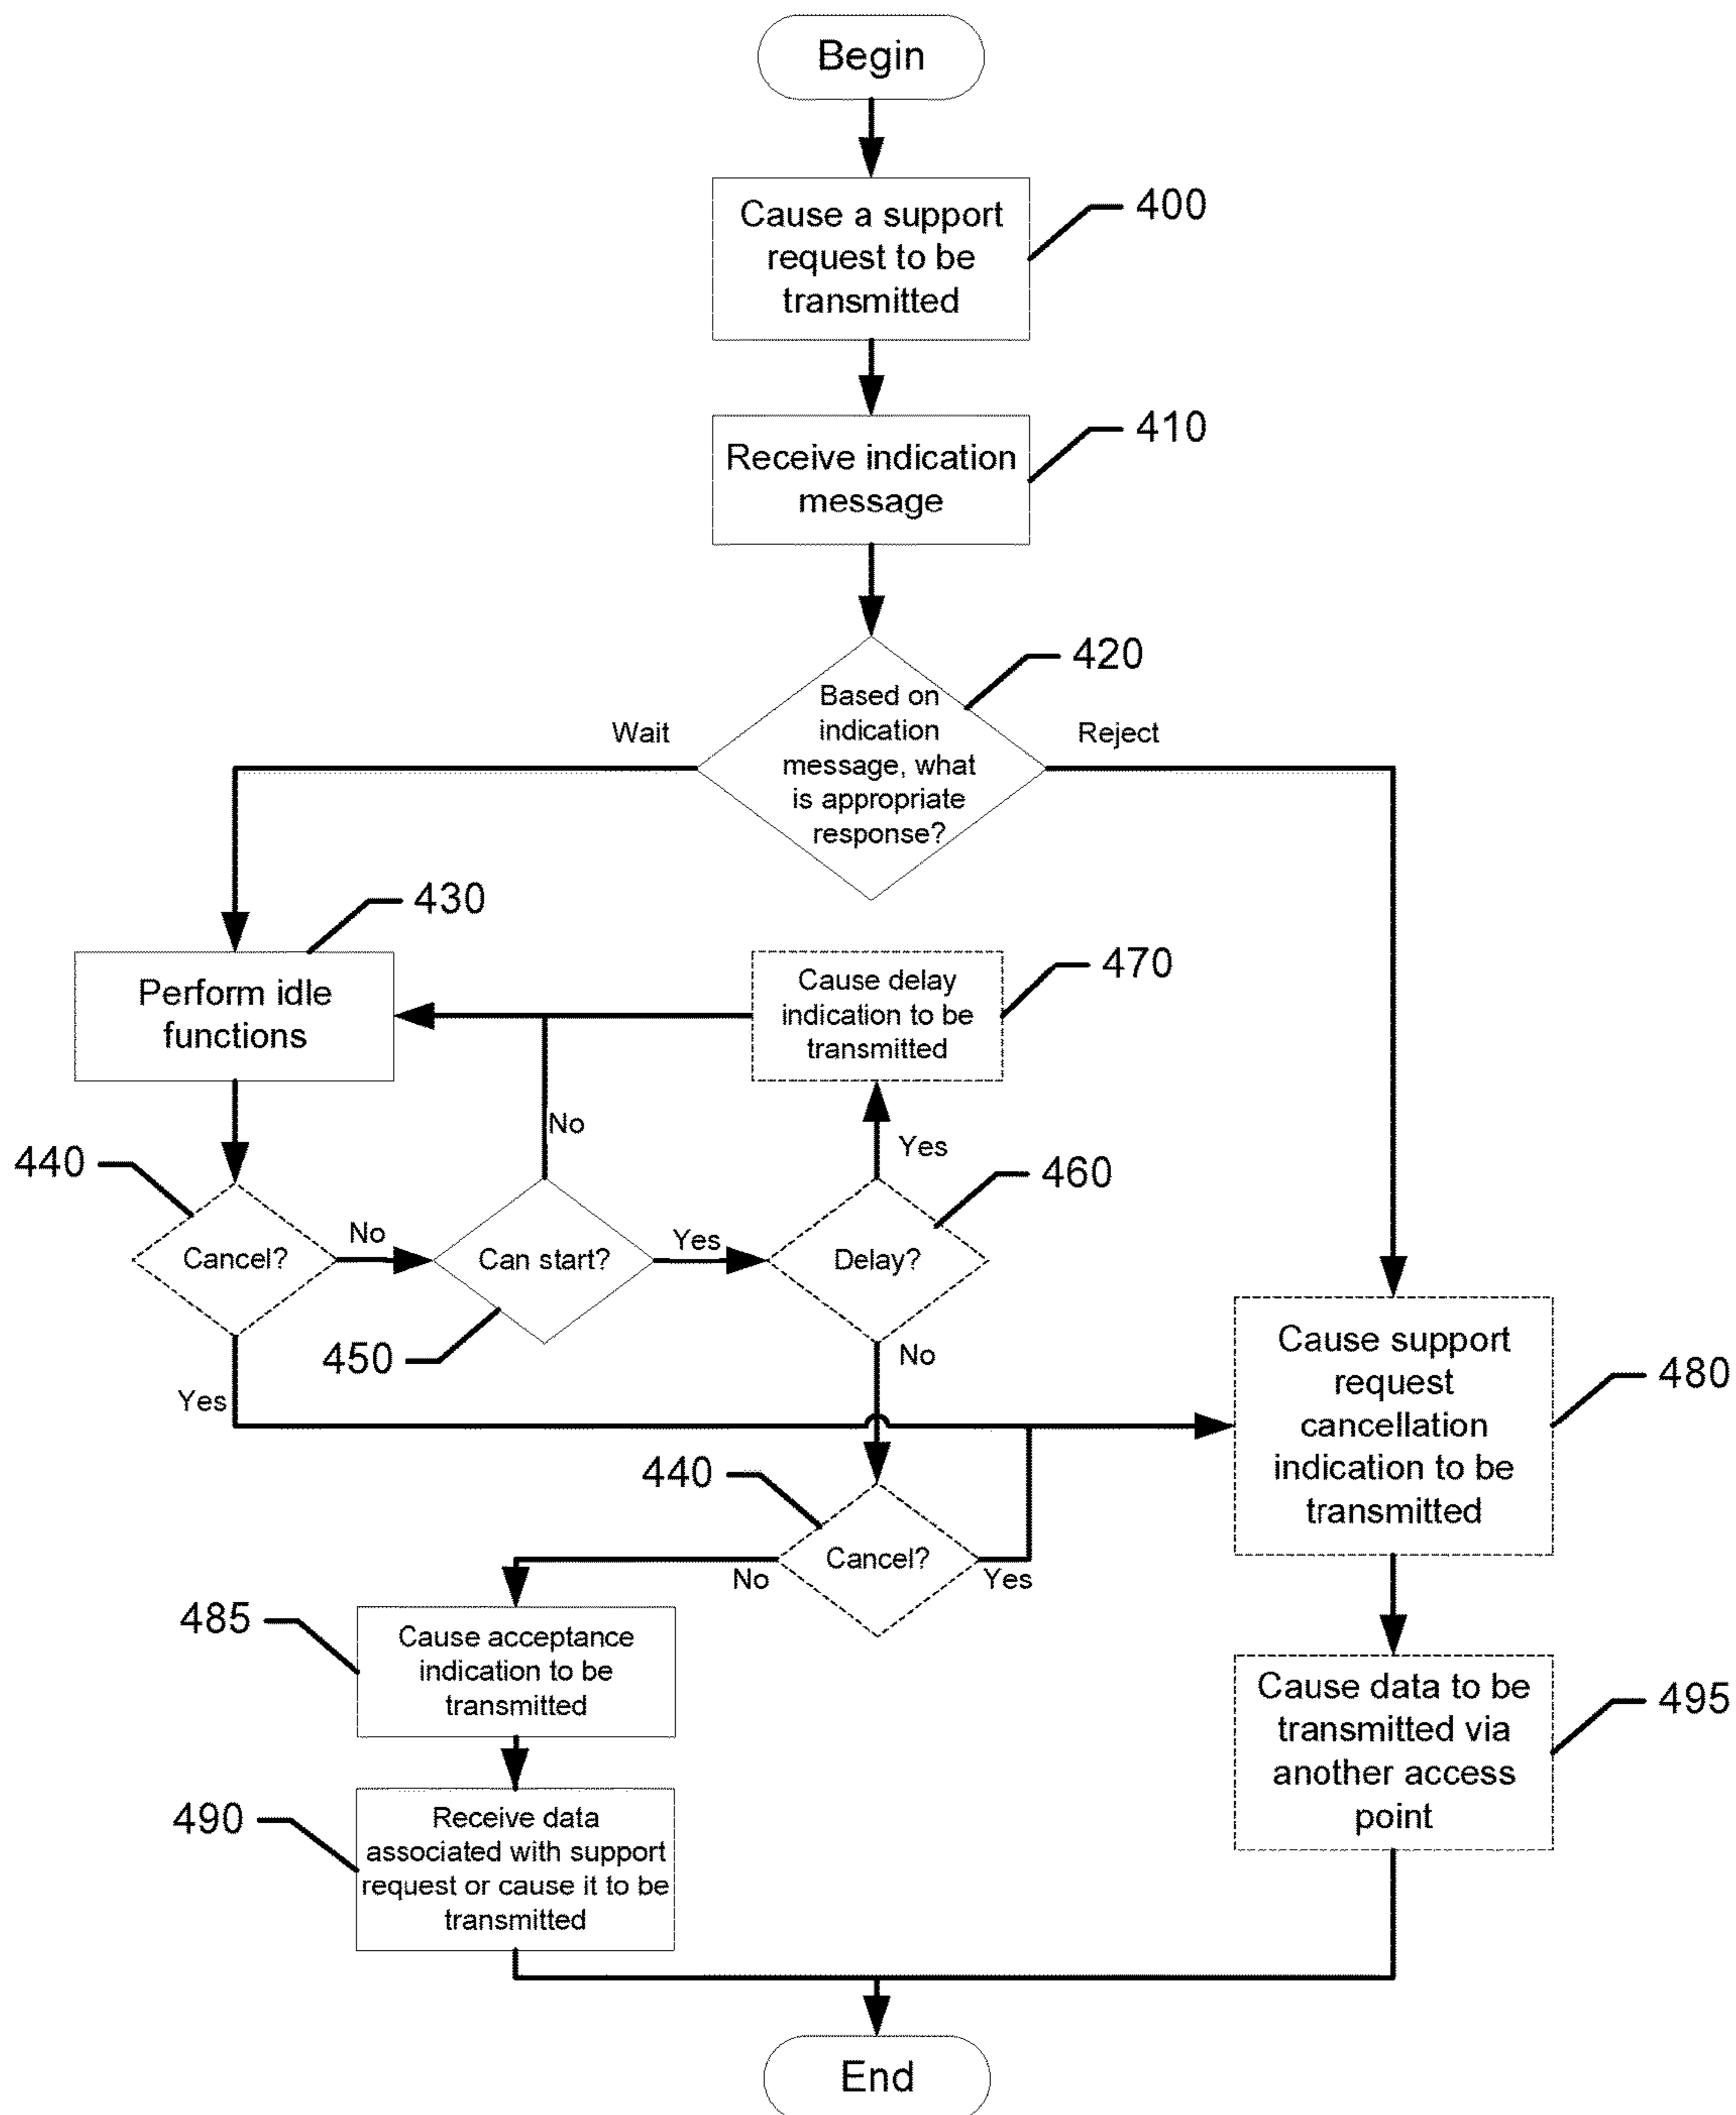 Begin
Cause a support
request to be
transmitted
400
Receive indication
message
410
420
Based on
indication
message, what
is appropriate
response?
Wait
Reject
430
Perform idle
functions
470
Cause delay
indication to be
transmitted
No
Yes
440
460
Cancel?
No
Can start?
Yes
Delay?
450
No
Yes
Cause support
request
cancellation
indication to be
transmitted
480
440
Cancel?
No
Yes
485
Cause acceptance
indication to be
transmitted
Cause data to be
transmitted via
another access
point
495
490
Receive data
associated with support
request or cause it to be
transmitted
End